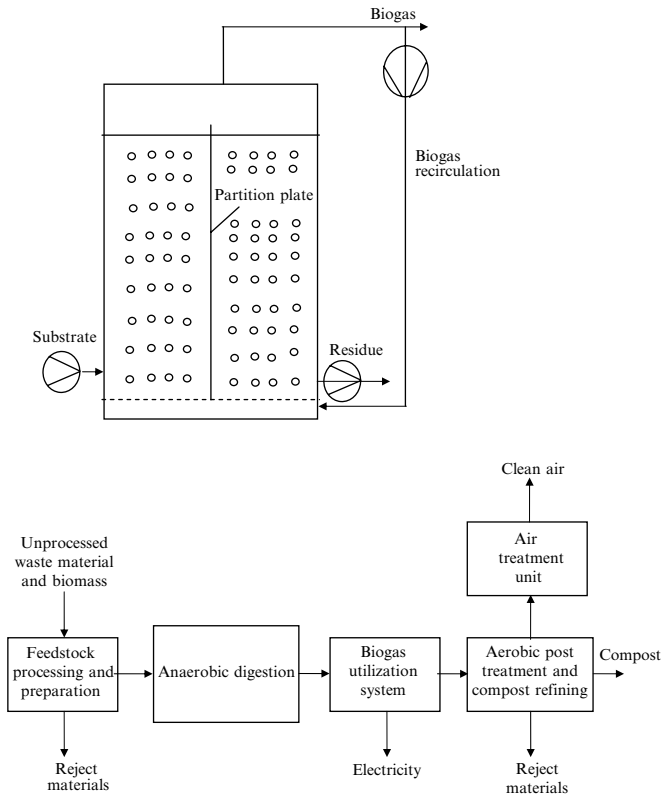 Biogas
Biogas
recirculation
Partition plate
Substrate
Residue
Clean air
Air
treatment
unit
Unprocessed
waste material
and biomass
Feedstock
processing and
preparation
Anaerobic digestion
Biogas
utilization
system
Aerobic post
treatment and
compost refining
Compost
Reject
materials
Electricity
Reject
materials